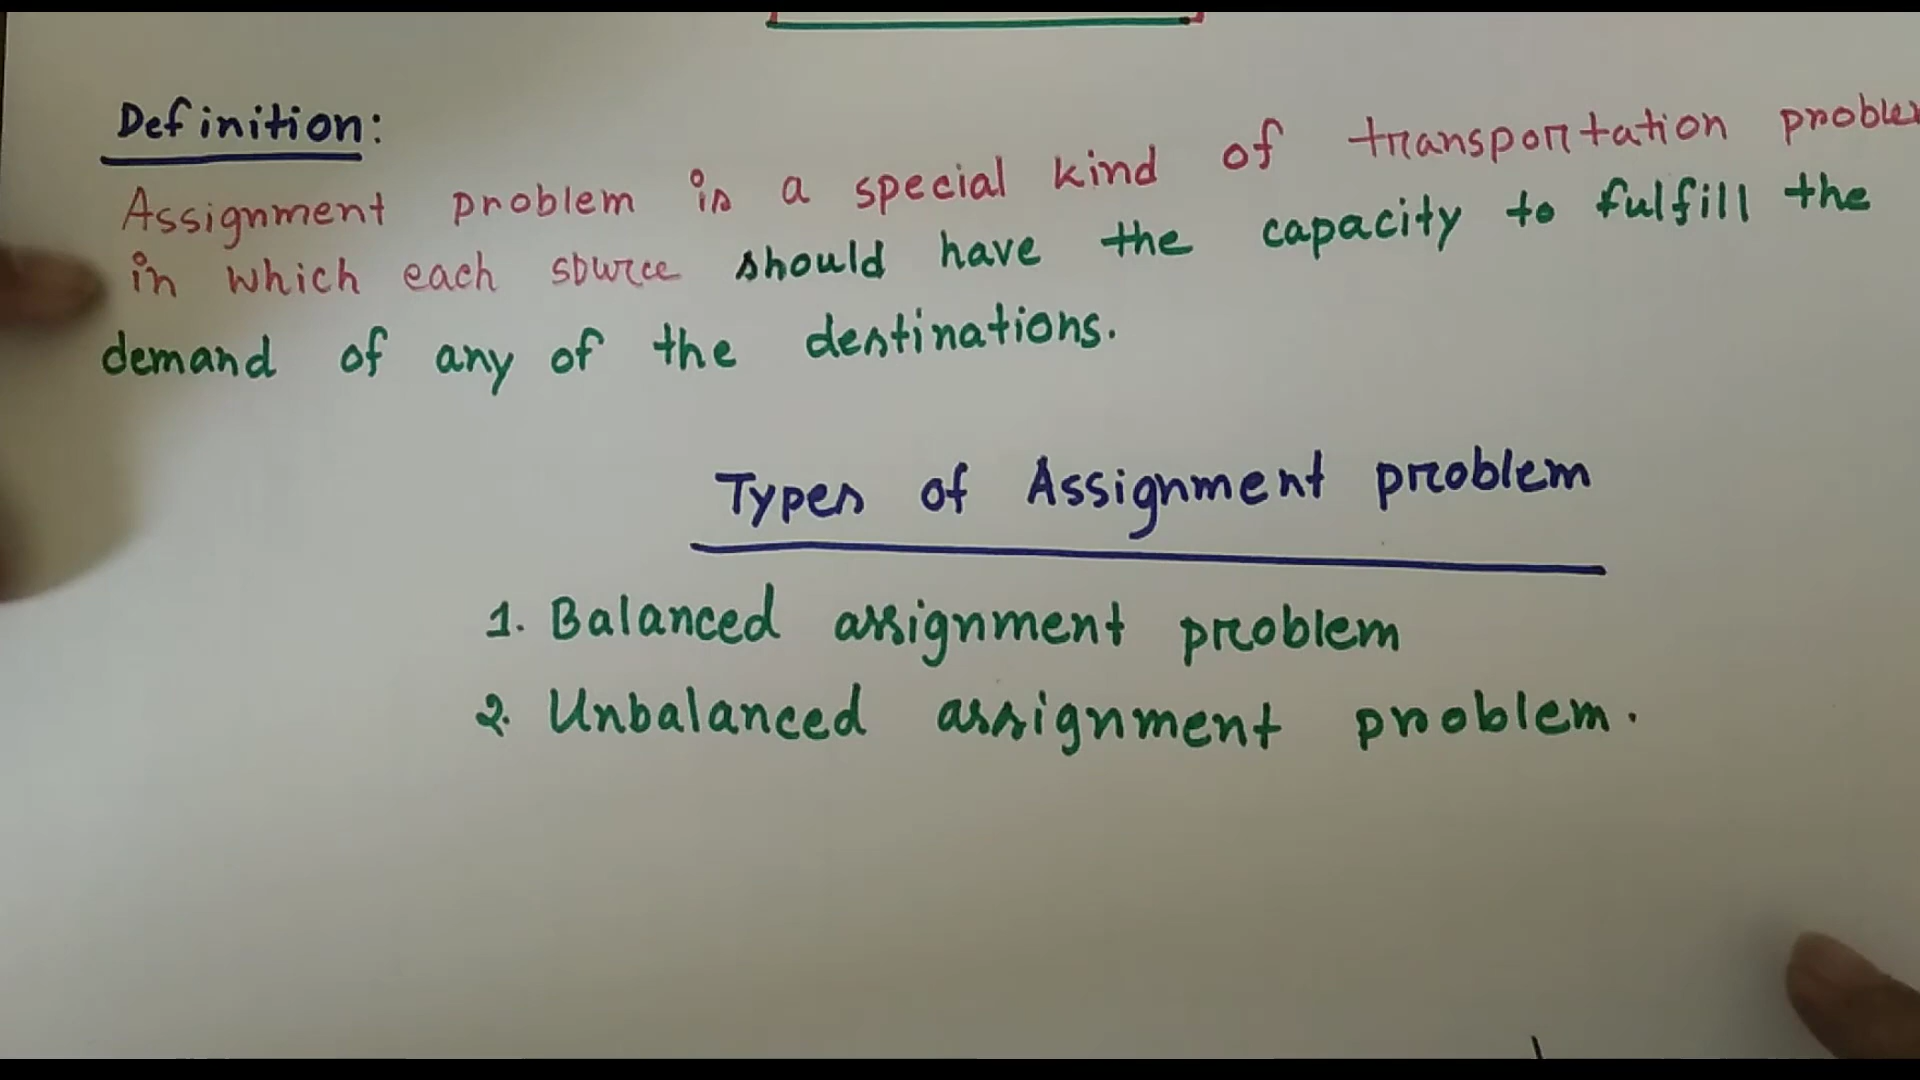 Definition:
Assignment problem is a special kind of transportation problem
in which each source should have the capacity to fulfill the
demand of any of the destinations.
Types of Assignment problem
1. Balanced assignment problem
2. Unbalanced assignment problem.